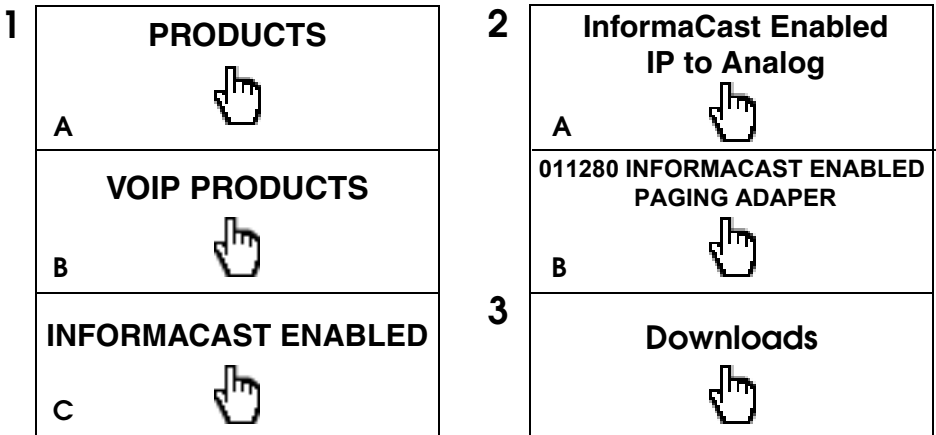 1
PRODUCTS
A
VOIP PRODUCTS
B
INFORMACAST ENABLED
C
2
InformaCast Enabled
IP to Analog
A
011280 INFORMACAST ENABLED
PAGING ADAPER
B
3
Downloads